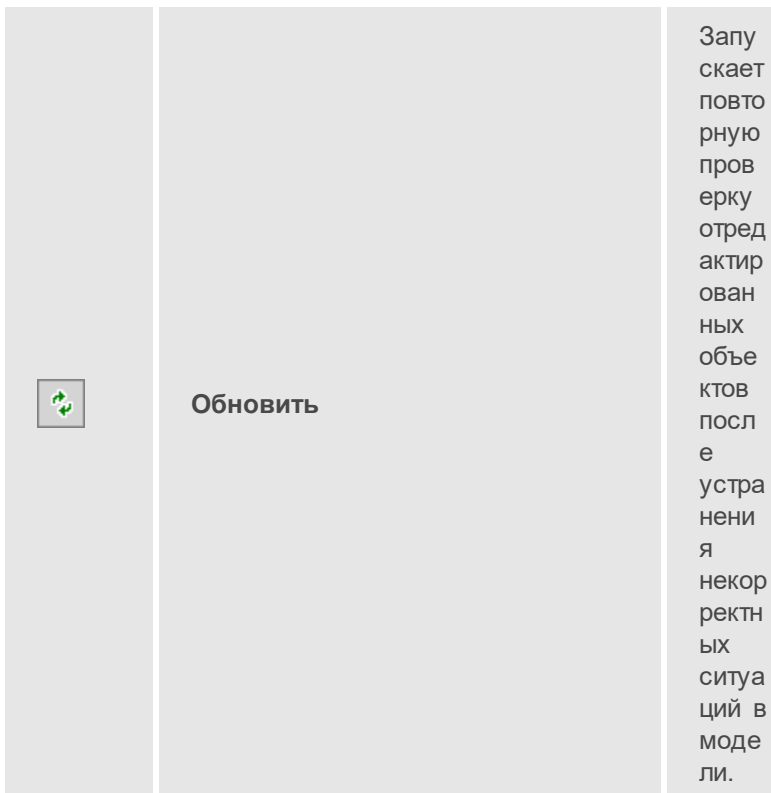 Обновить
Запу
скает
повто
рную
пров
ерку
отред
актир
ован
ных
объе
ктов
посл
е
устра
нени
я
некор
ректн
ых
ситуа
ций в
моде
ли.